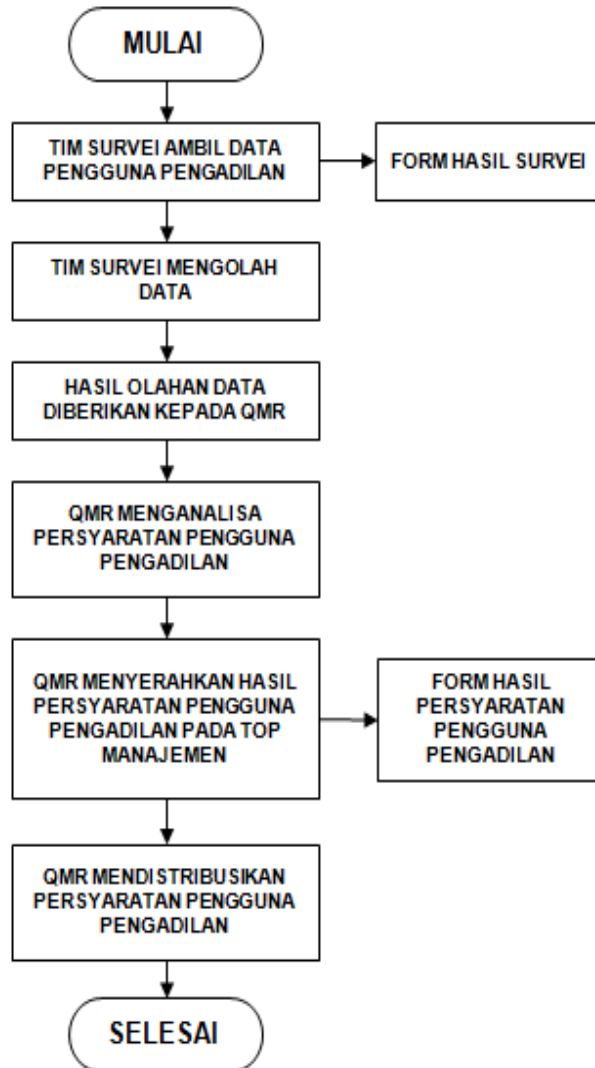 MULAI
TIM SURVEI AMBIL DATA
PENGGUNA PENGADILAN
FORM HASIL SURVEI
TIM SURVEI MENGOLAH
DATA
HASIL OLAHAN DATA
DIBERIKAN KEPADA QMR
QMR MENGANALISA
PERSYARATAN PENGGUNA
PENGADILAN
QMR MENYERAHKAN HASIL
PERSYARATAN PENGGUNA
PENGADILAN PADA TOP
MANAJEMEN
FORM HASIL
PERSYARATAN
PENGGUNA
PENGADILAN
QMR MENDISTRIBUSIKAN
PERSYARATAN PENGGUNA
PENGADILAN
SELESAI